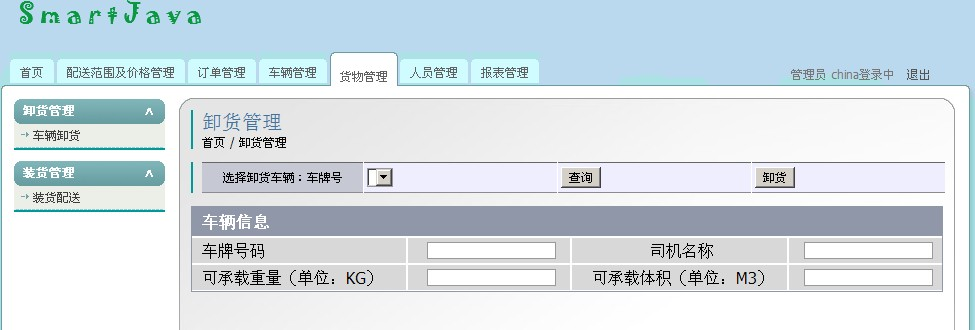 SmartJava
首页 配送范围及价格管理 订单管理 车辆管理 货物管理 人员管理 报表管理 管理员 china登录中 退出
卸货管理
车辆卸货
装货管理
装货配送
卸货管理
首页 / 卸货管理
选择卸货车辆：车牌号 查询 卸货
车辆信息
车牌号码 司机名称
可承载重量（单位：KG） 可承载体积（单位：M3）